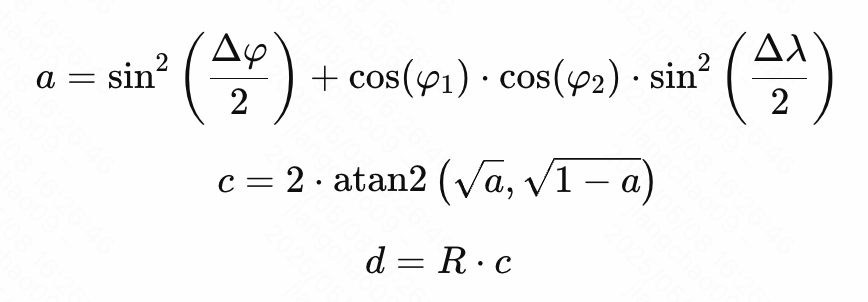 a = sin²(Δφ/2) + cos(φ₁) · cos(φ₂) · sin²(Δλ/2)
c = 2 · atan2(√a, √1 − a)
d = R · c